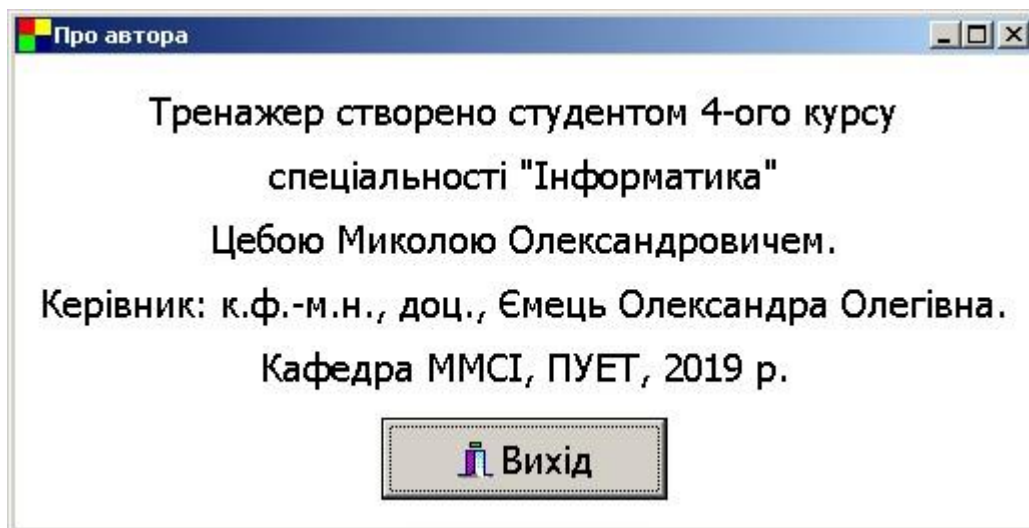 Про автора
Тренажер створено студентом 4-ого курсу
спеціальності "Інформатика"
Цебою Миколою Олександровичем.
Керівник: к.ф.-м.н., доц., Ємець Олександра Олегівна.
Кафедра ММСІ, ПУЕТ, 2019 р.
Вихід